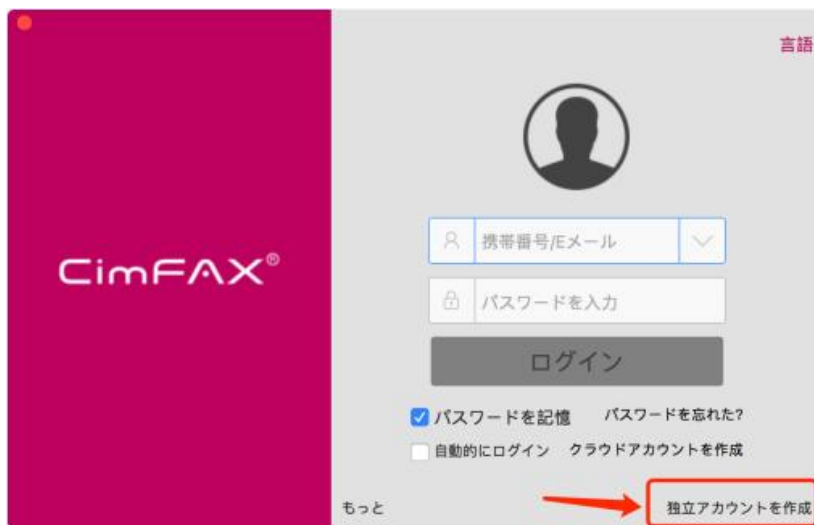 言語
CimFAX®
携帯番号/Eメール
パスワードを入力
ログイン
パスワードを記憶 パスワードを忘れた?
自動的にログイン クラウドアカウントを作成
もっと 独立アカウントを作成